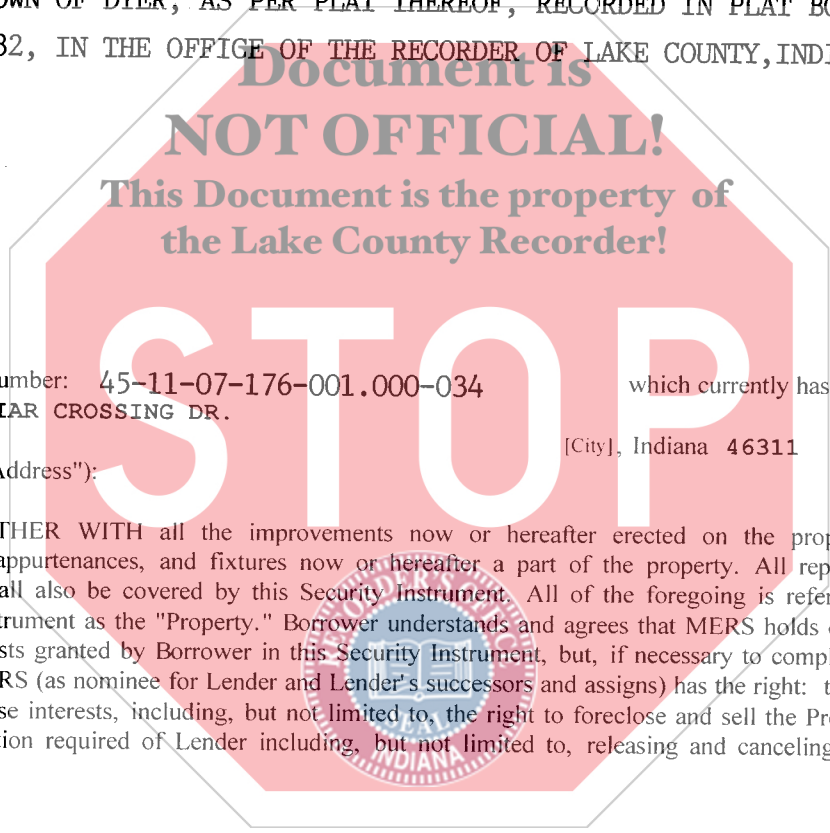 OWN OF DYER, AS PER PLAT THEREOF, RECORDED IN PLAT BO
32, IN THE OFFICE OF THE RECORDER OF LAKE COUNTY, INDI
Document is
NOT OFFICIAL!
This Document is the property of
the Lake County Recorder!
STOP
umber: 45-11-07-176-001.000-034 which currently has
IAR CROSSING DR.
[City], Indiana 46311
Address"):
THER WITH all the improvements now or hereafter erected on the prop
appurtenances, and fixtures now or hereafter a part of the property. All rep
all also be covered by this Security Instrument. All of the foregoing is refer
trument as the "Property." Borrower understands and agrees that MERS holds
sts granted by Borrower in this Security Instrument, but, if necessary to compl
RS (as nominee for Lender and Lender's successors and assigns) has the right: t
se interests, including, but not limited to, the right to foreclose and sell the Pr
tion required of Lender including, but not limited to, releasing and canceling
RECORDER'S OFFICE
SEAL
INDIANA